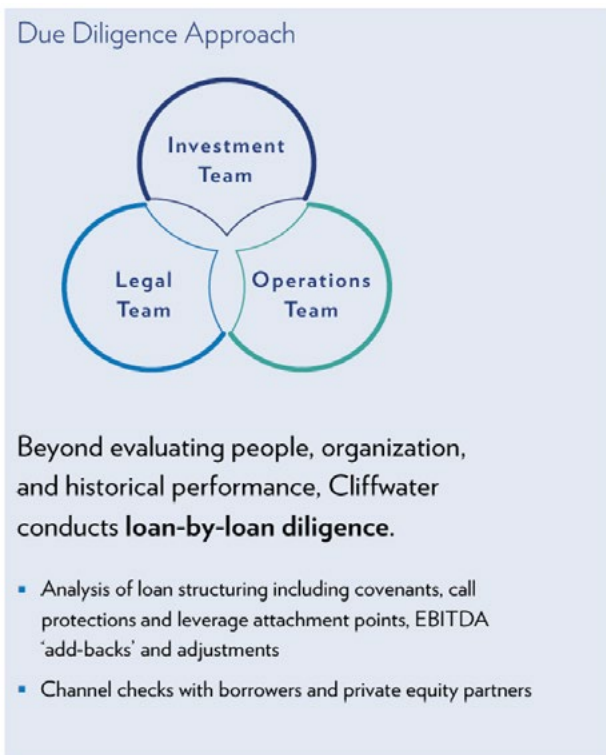 Due Diligence Approach
Investment
Team
Legal
Team
Operations
Team
Beyond evaluating people, organization,
and historical performance, Cliffwater
conducts loan-by-loan diligence.
▪ Analysis of loan structuring including covenants, call
protections and leverage attachment points, EBITDA
‘add-backs’ and adjustments
▪ Channel checks with borrowers and private equity partners